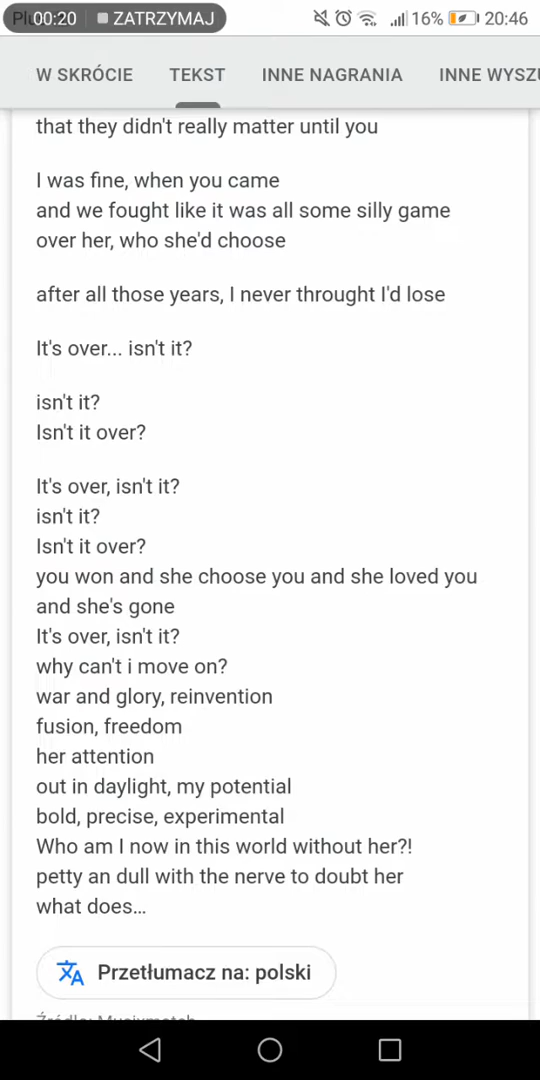 00:20 ZATRZYMAJ 16% 20:46
W SKRÓCIE TEKST INNE NAGRANIA INNE WYSZU
that they didn't really matter until you
I was fine, when you came
and we fought like it was all some silly game
over her, who she'd choose
after all those years, I never throught I'd lose
It's over... isn't it?
isn't it?
Isn't it over?
It's over, isn't it?
isn't it?
Isn't it over?
you won and she choose you and she loved you
and she's gone
It's over, isn't it?
why can't i move on?
war and glory, reinvention
fusion, freedom
her attention
out in daylight, my potential
bold, precise, experimental
Who am I now in this world without her?!
petty an dull with the nerve to doubt her
what does…
Przetłumacz na: polski
Źródło: Musixmatch